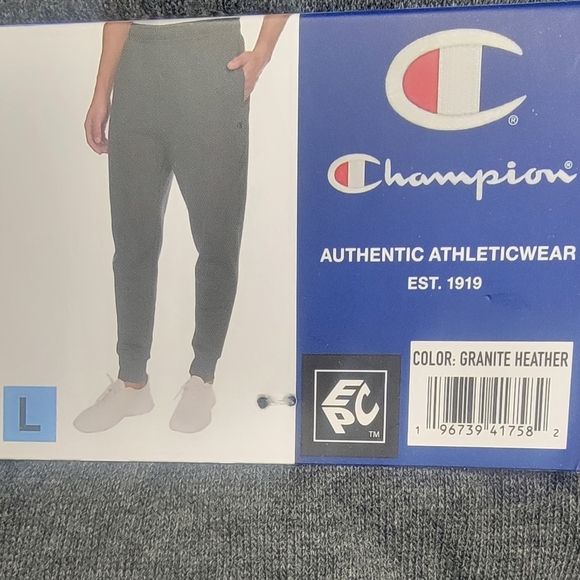 C
®
Champion®
AUTHENTIC ATHLETICWEAR
EST. 1919
COLOR: GRANITE HEATHER
1 96739 41758 2
EPC
TM
L